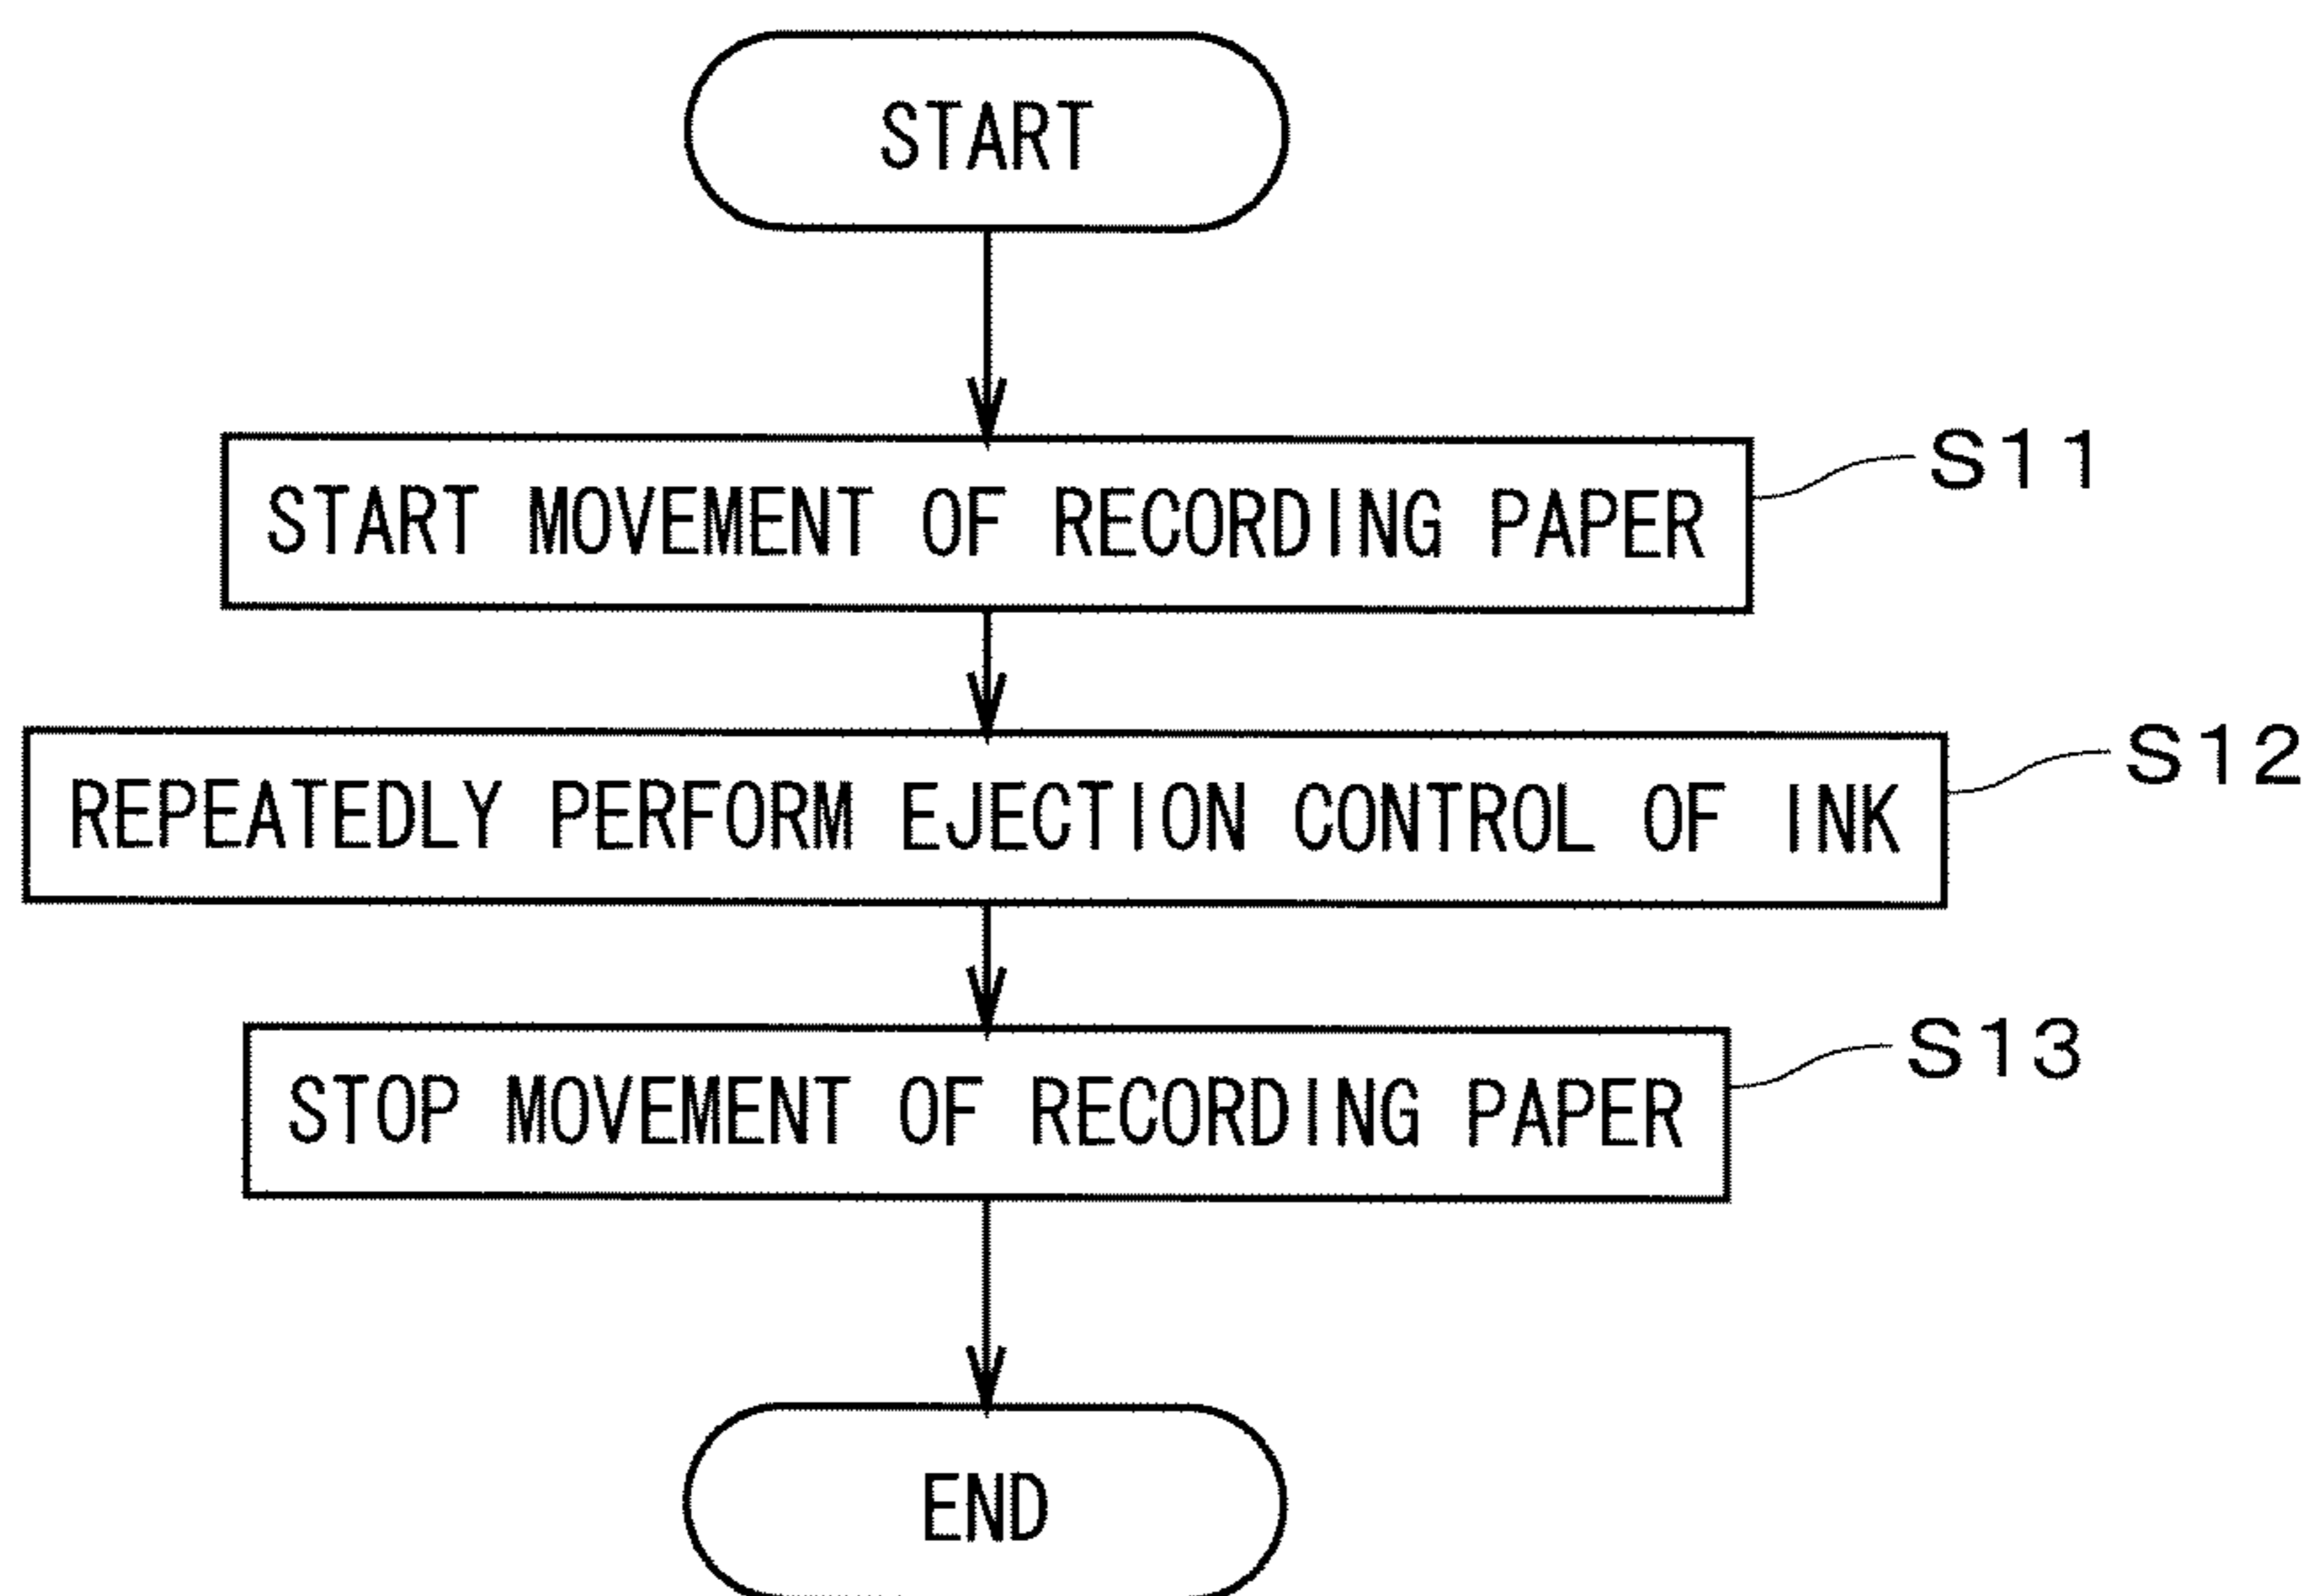 START
START MOVEMENT OF RECORDING PAPER
S11
REPEATEDLY PERFORM EJECTION CONTROL OF INK
S12
STOP MOVEMENT OF RECORDING PAPER
S13
END